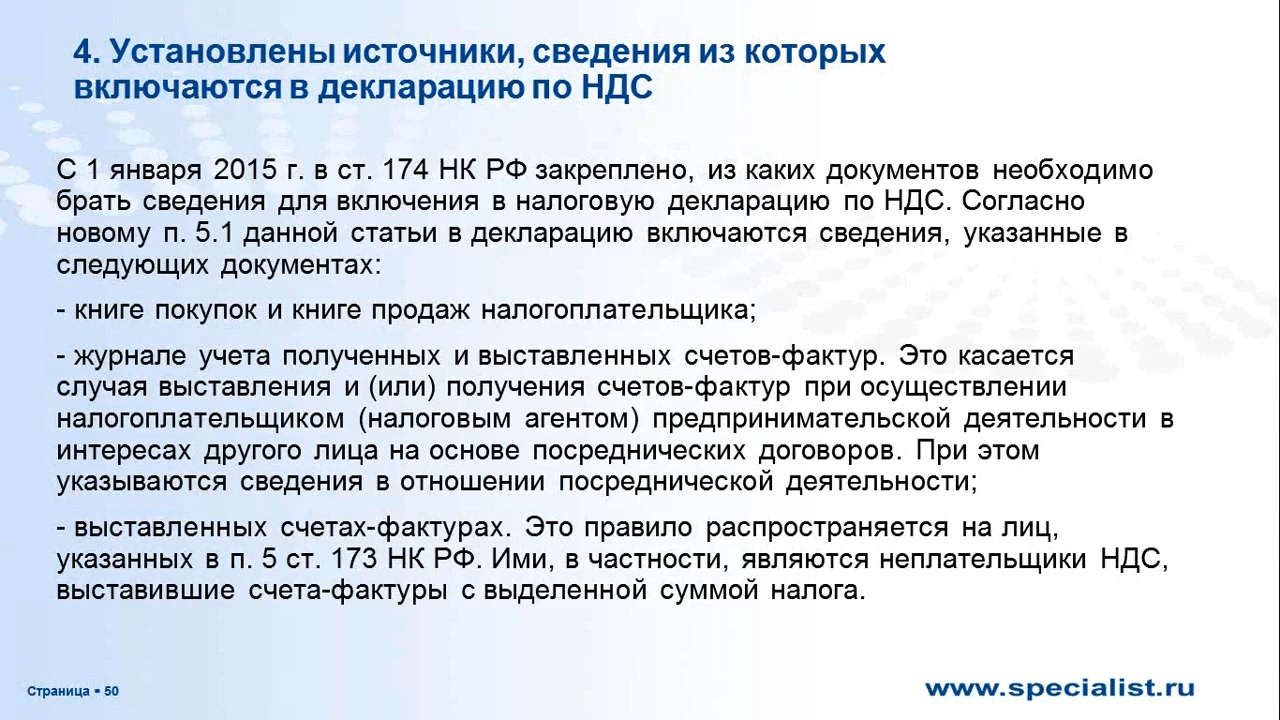 4. Установлены источники, сведения из которых
включаются в декларацию по НДС
С 1 января 2015 г. в ст. 174 НК РФ закреплено, из каких документов необходимо
брать сведения для включения в налоговую декларацию по НДС. Согласно
новому п. 5.1 данной статьи в декларацию включаются сведения, указанные в
следующих документах:
- книге покупок и книге продаж налогоплательщика;
- журнале учета полученных и выставленных счетов-фактур. Это касается
случая выставления и (или) получения счетов-фактур при осуществлении
налогоплательщиком (налоговым агентом) предпринимательской деятельности в
интересах другого лица на основе посреднических договоров. При этом
указываются сведения в отношении посреднической деятельности;
- выставленных счетах-фактурах. Это правило распространяется на лиц,
указанных в п. 5 ст. 173 НК РФ. Ими, в частности, являются неплательщики НДС,
выставившие счета-фактуры с выделенной суммой налога.
Страница ▪ 50
www.specialist.ru